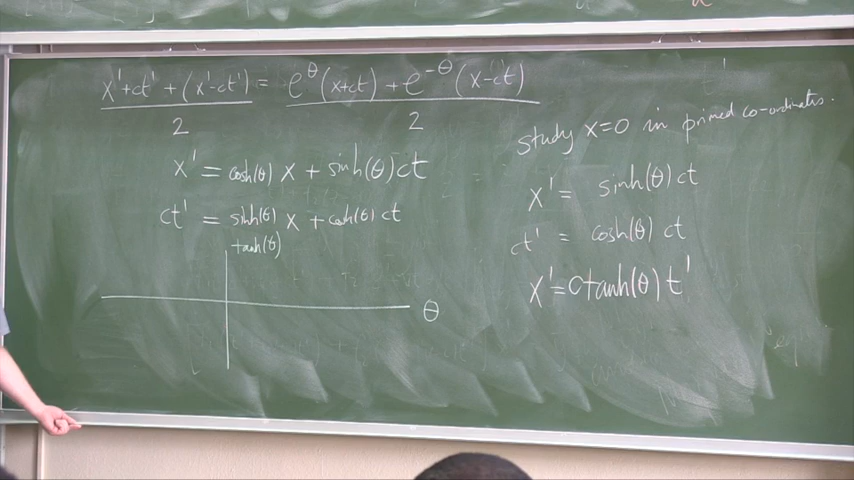 x'+ct' + (x'-ct') = e^θ(x+ct) + e^-θ(x-ct)
2 2
x' = cosh(θ) x + sinh(θ) ct
ct' = sinh(θ) x + cosh(θ) ct
tanh(θ)
θ
study x=0 in primed co-ordinates.
x' = sinh(θ) ct
ct' = cosh(θ) ct
x' = c tanh(θ) t'